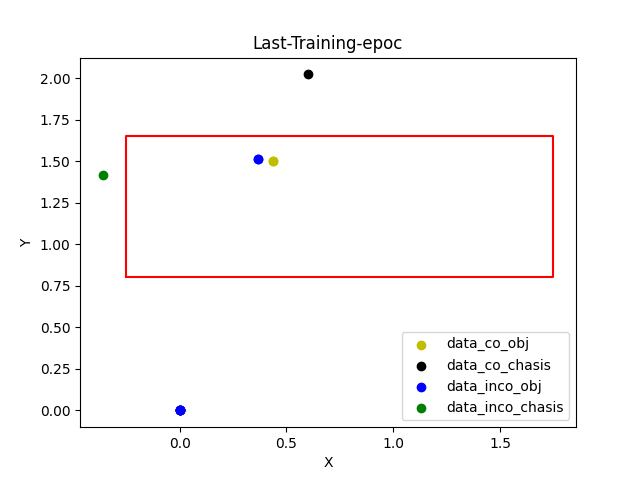 Last-Training-epoc
2.00
1.75
1.50
1.25
1.00
0.75
0.50
0.25
0.00
Y
data_co_obj
data_co_chasis
data_inco_obj
data_inco_chasis
0.0 0.5 1.0 1.5
X